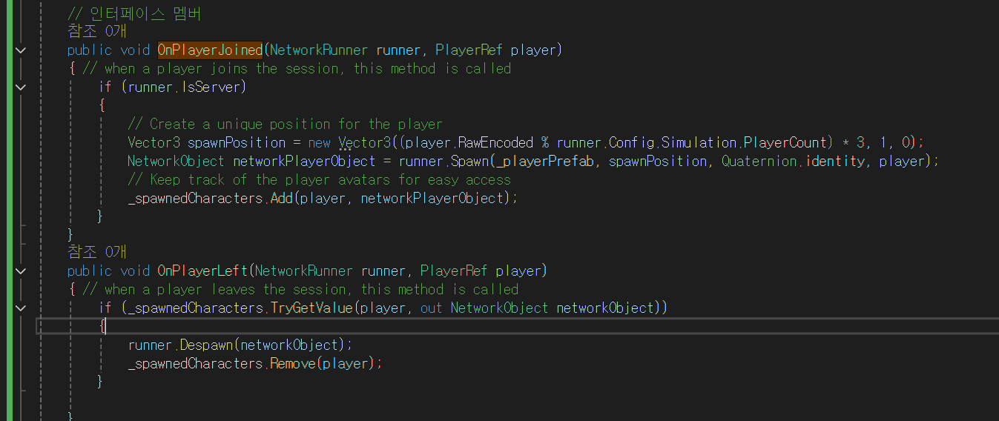 // 인터페이스 멤버
참조 0개
public void OnPlayerJoined(NetworkRunner runner, PlayerRef player)
{ // when a player joins the session, this method is called
if (runner.IsServer)
{
// Create a unique position for the player
Vector3 spawnPosition = new Vector3((player.RawEncoded % runner.Config.Simulation.PlayerCount) * 3, 1, 0);
NetworkObject networkPlayerObject = runner.Spawn(_playerPrefab, spawnPosition, Quaternion.identity, player);
// Keep track of the player avatars for easy access
_spawnedCharacters.Add(player, networkPlayerObject);
}
}
참조 0개
public void OnPlayerLeft(NetworkRunner runner, PlayerRef player)
{ // when a player leaves the session, this method is called
if (_spawnedCharacters.TryGetValue(player, out NetworkObject networkObject))
{
runner.Despawn(networkObject);
_spawnedCharacters.Remove(player);
}
}